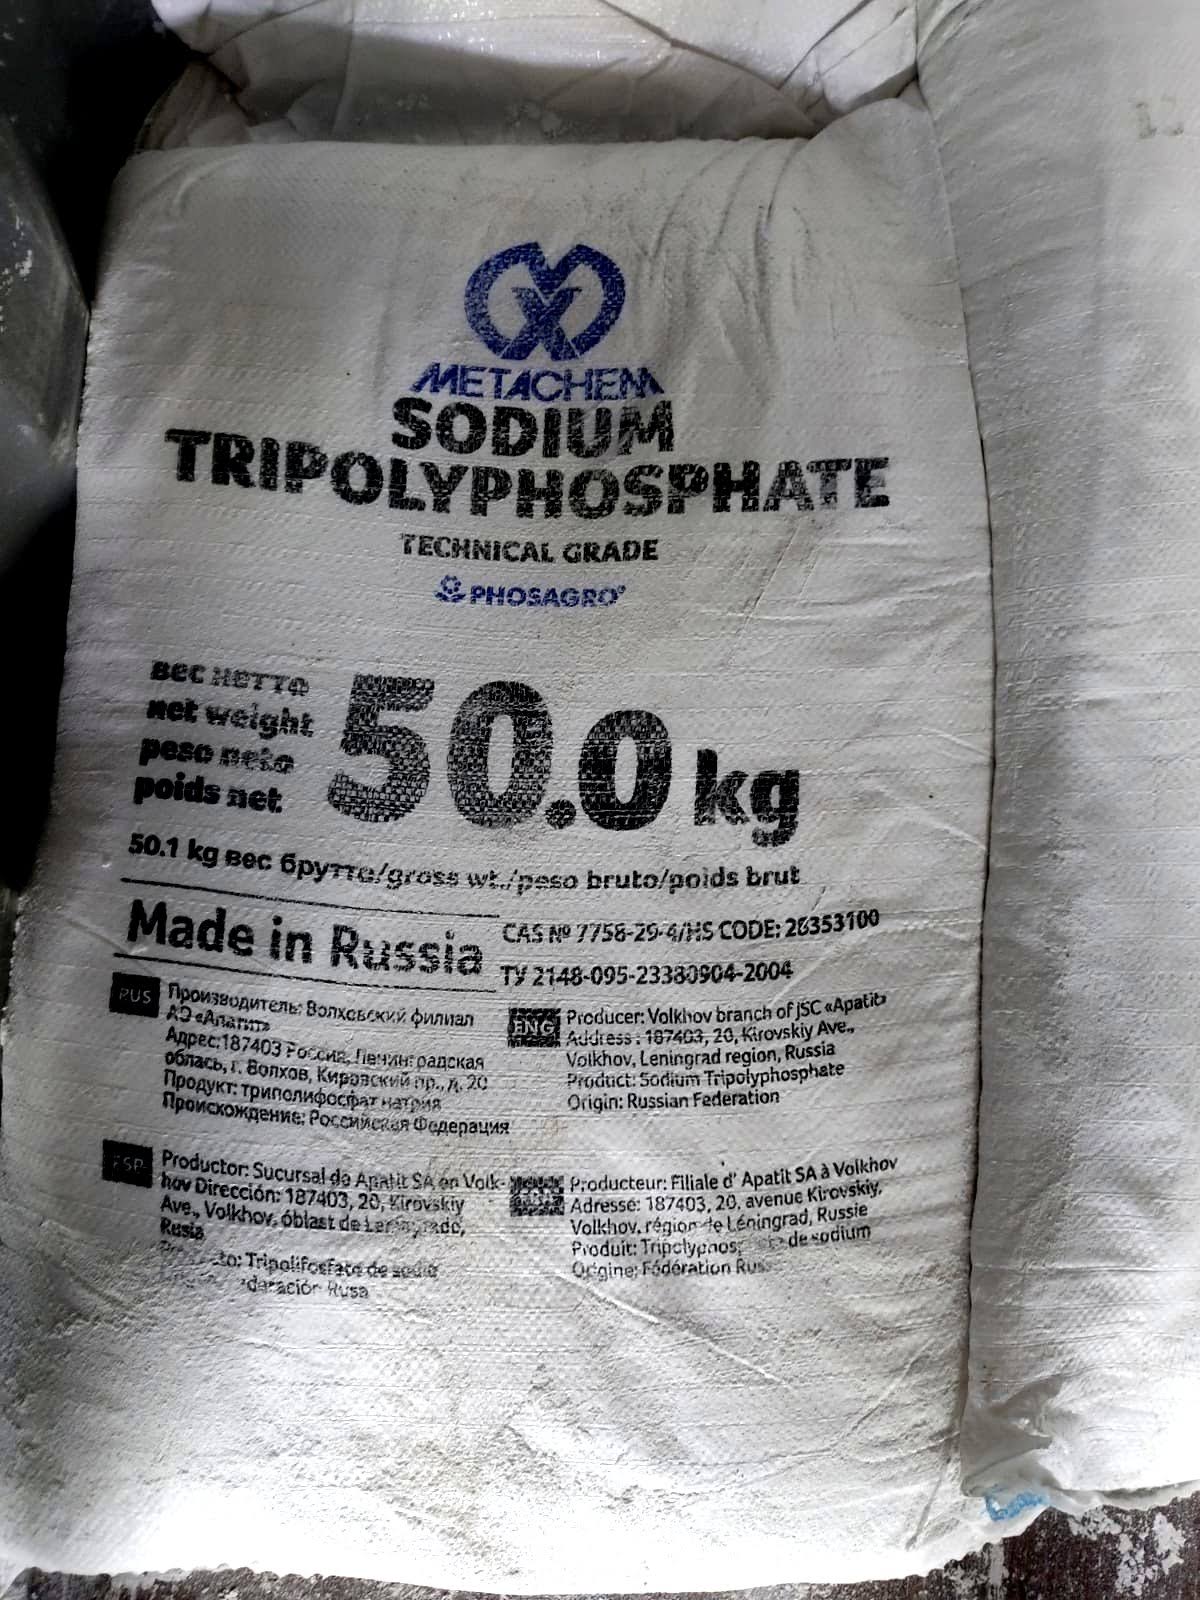 METACHEM
SODIUM
TRIPOLYPHOSPHATE
TECHNICAL GRADE
PHOSAGRO®
вес нетто
net weight
peso neto
poids net
50.0 kg
50.1 kg вес брутто/gross wt./peso bruto/poids brut
Made in Russia
CAS № 7758-29-4/HS CODE: 28353100
ТУ 2148-095-23380904-2004
RUS
Производитель: Волховский филиал
АО «Апатит»
Адрес:187403 Россия, Ленинградская
область, г. Волхов, Кировский пр., д. 20
Продукт: триполифосфат натрия
Происхождение: Российская Федерация
ENG
Producer: Volkhov branch of JSC «Apatit»
Address : 187403, 20, Kirovskiy Ave.,
Volkhov, Leningrad region, Russia
Product: Sodium Tripolyphosphate
Origin: Russian Federation
ESP
Productor: Sucursal de Apatit SA en Volk-
hov Dirección: 187403, 20, Kirovskiy
Ave., Volkhov, óblast de
Rusia
Tripolifosfato de sodio
Rusa
Producteur: Filiale d' Apatit SA à Volkhov
Adresse: 187403, 20, avenue Kirovskiy,
Volkhov, région de Léningrad, Russie
Produit: de sodium
Origine: Fédération